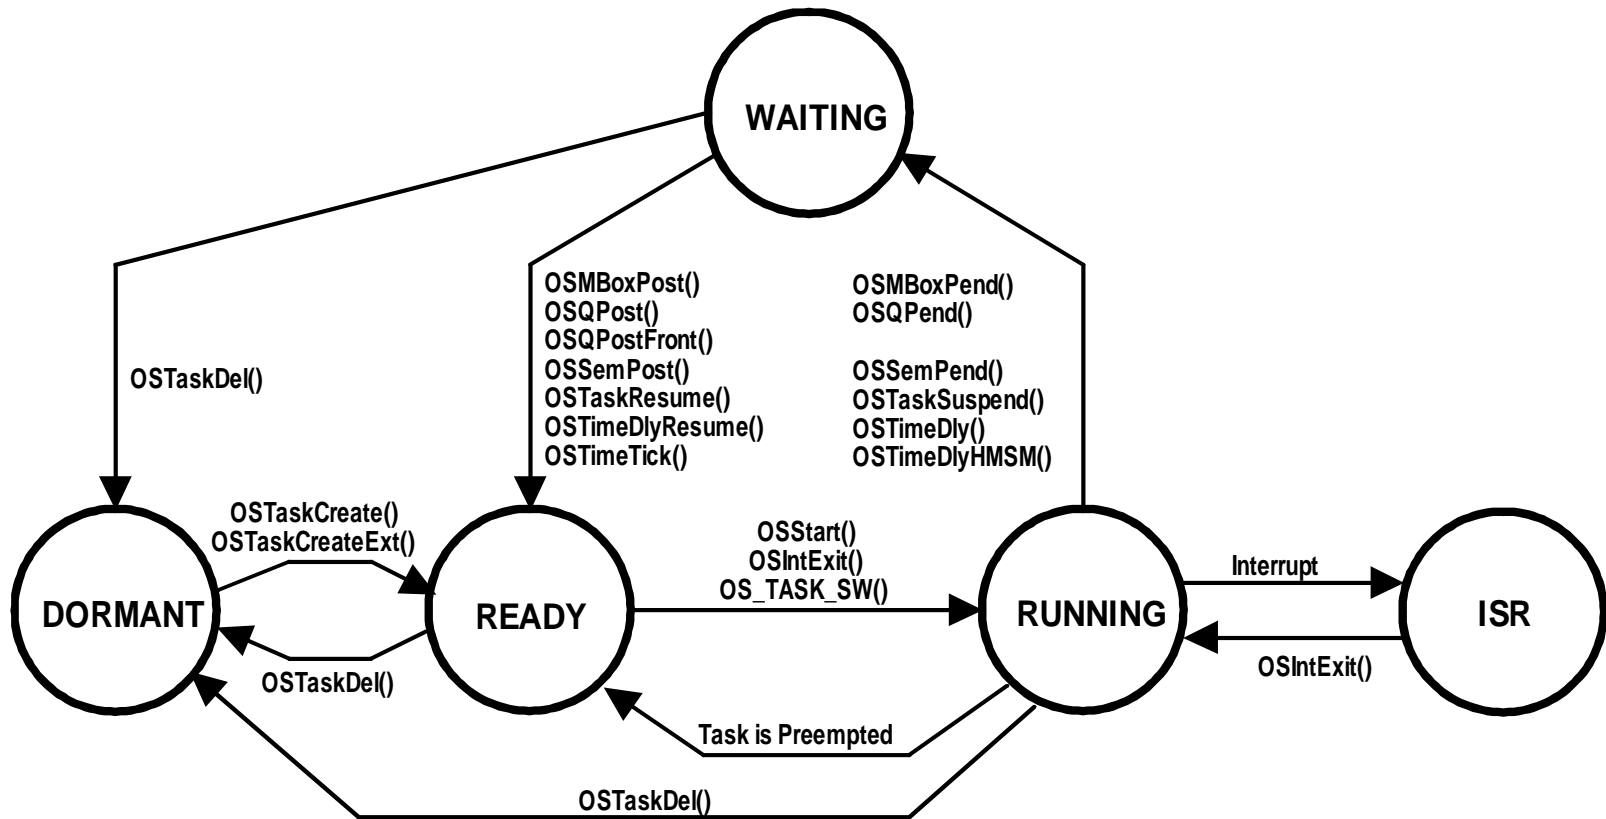 WAITING
OSMBoxPost()
OSQPost()
OSQPostFront()
OSSemPost()
OSTaskResume()
OSTimeDlyResume()
OSTimeTick()
OSMBoxPend()
OSQPend()
OSSemPend()
OSTaskSuspend()
OSTimeDly()
OSTimeDlyHMSM()
OSTaskDel()
OSTaskCreate()
OSTaskCreateExt()
OSStart()
OSIntExit()
OS_TASK_SW()
Interrupt
DORMANT
READY
RUNNING
ISR
OSTaskDel()
OSIntExit()
Task is Preempted
OSTaskDel()